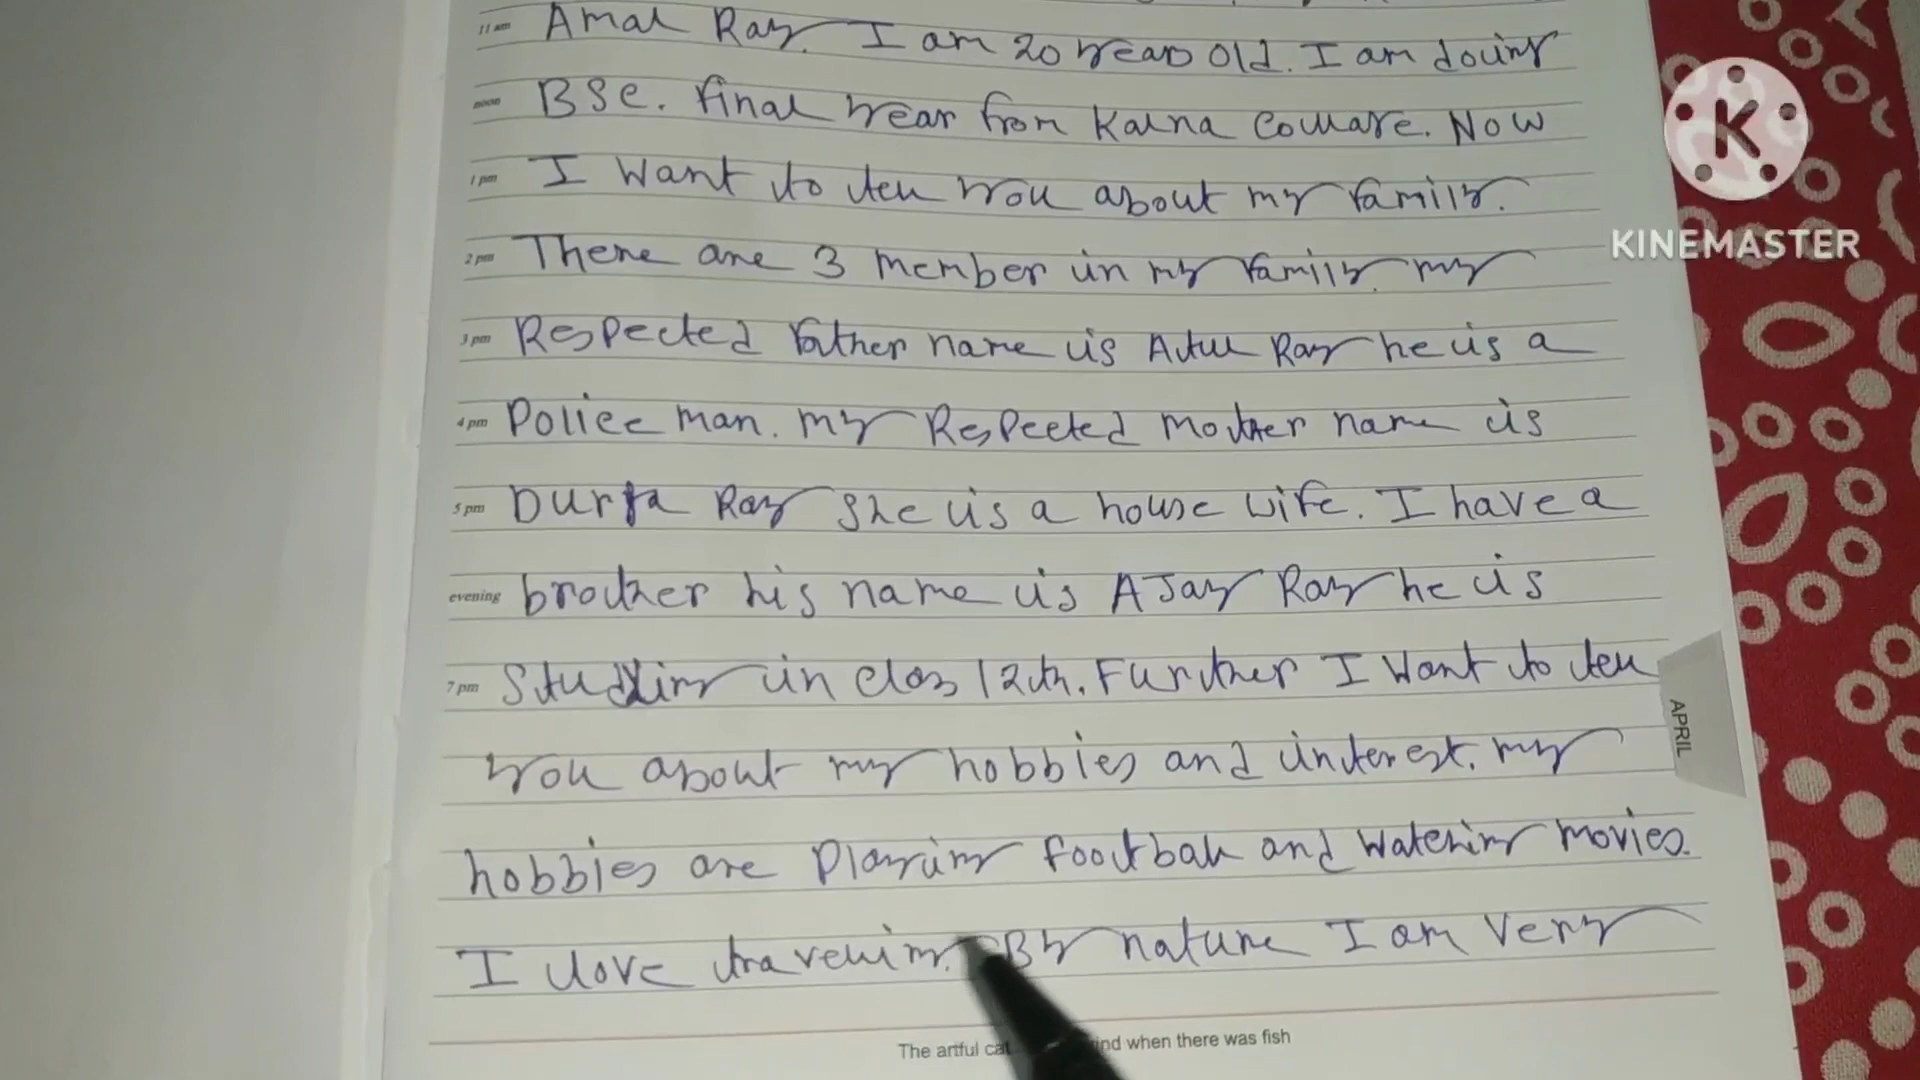 11 am Amal Ray. I am 20 year old. I am doing
noon BSc. final year from Kalna Collage. Now
1 pm I want to tell you about my family.
2 pm There are 3 member in my family. my
3 pm Respected father name is Atul Ray he is a
4 pm Police man. my Respected mother name is
5 pm Durga Ray she is a house wife. I have a
evening brother his name is AJay Ray he is
7 pm Studying in class 12th. Further I want to tell
you about my hobbies and interest. my
hobbies are Playing football and watching movies.
I love traveling. By nature I am very
The artful cat when there was fish
APRIL
K
KINEMASTER